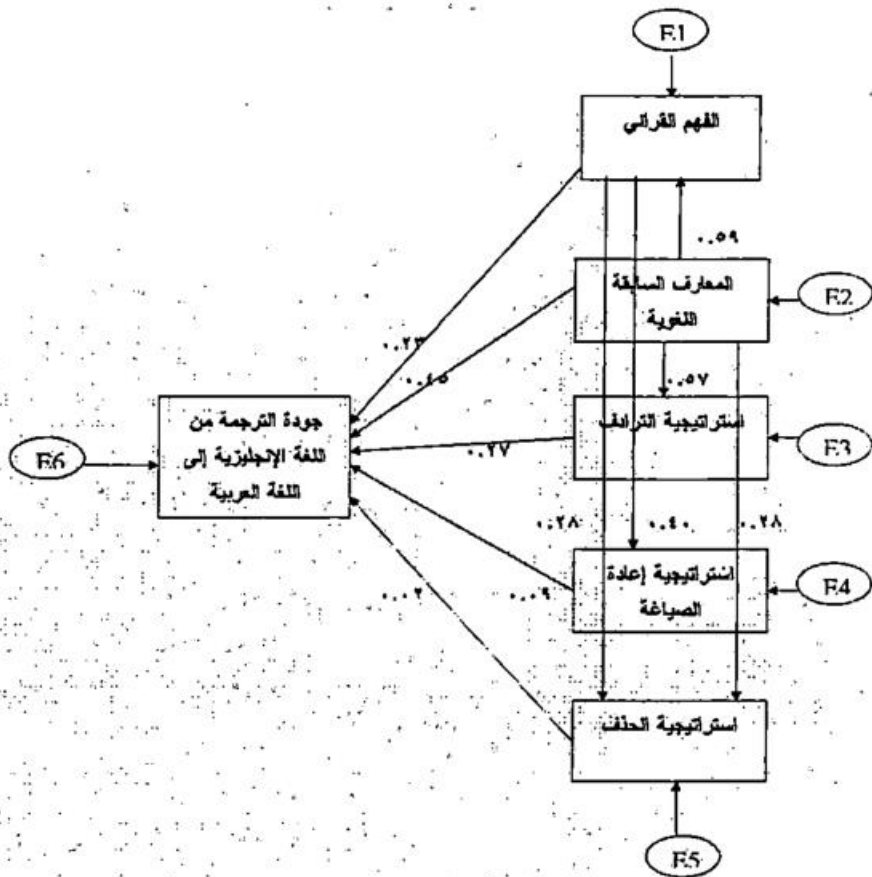 E1
الفهم القرائي
٠.٥٩
المعارف السابقة
اللغوية
E2
٠.٢٣
٠.٤٥
٠.٥٧
جودة الترجمة من
اللغة الإنجليزية إلى
اللغة العربية
E6
استراتيجية الترادف
E3
٠.٢٧
٠.٢٨
٠.٤٠
٠.٢٨
استراتيجية إعادة
الصياغة
E4
٠.٠٢
٠.٠٩
استراتيجية الحذف
E5